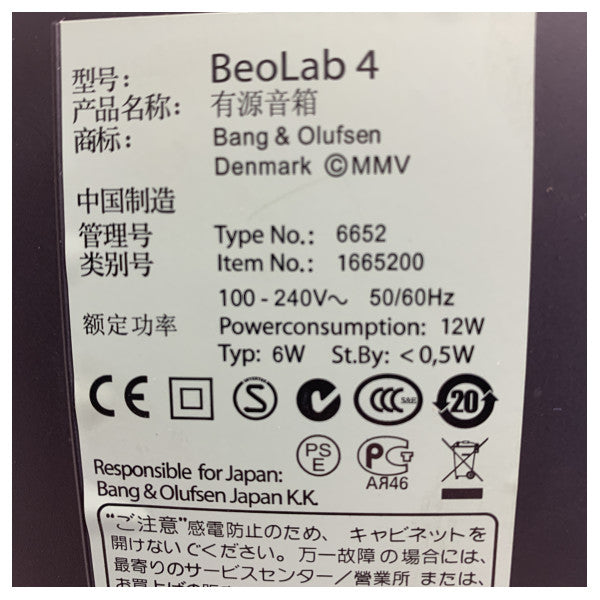 型号: BeoLab 4
产品名称: 有源音箱
商标: Bang & Olufsen
Denmark ©MMV
中国制造
管理号 Type No.: 6652
类别号 Item No.: 1665200
100 - 240V~ 50/60Hz
额定功率 Powerconsumption: 12W
Typ: 6W St.By: < 0,5W
CE S CCC S&E 20
PS E PC
АЯ46
Responsible for Japan:
Bang & Olufsen Japan K.K.
"ご注意"感電防止のため、キャビネットを
開けないでください。万一故障の場合には、
最寄りのサービスセンター/営業所 または、